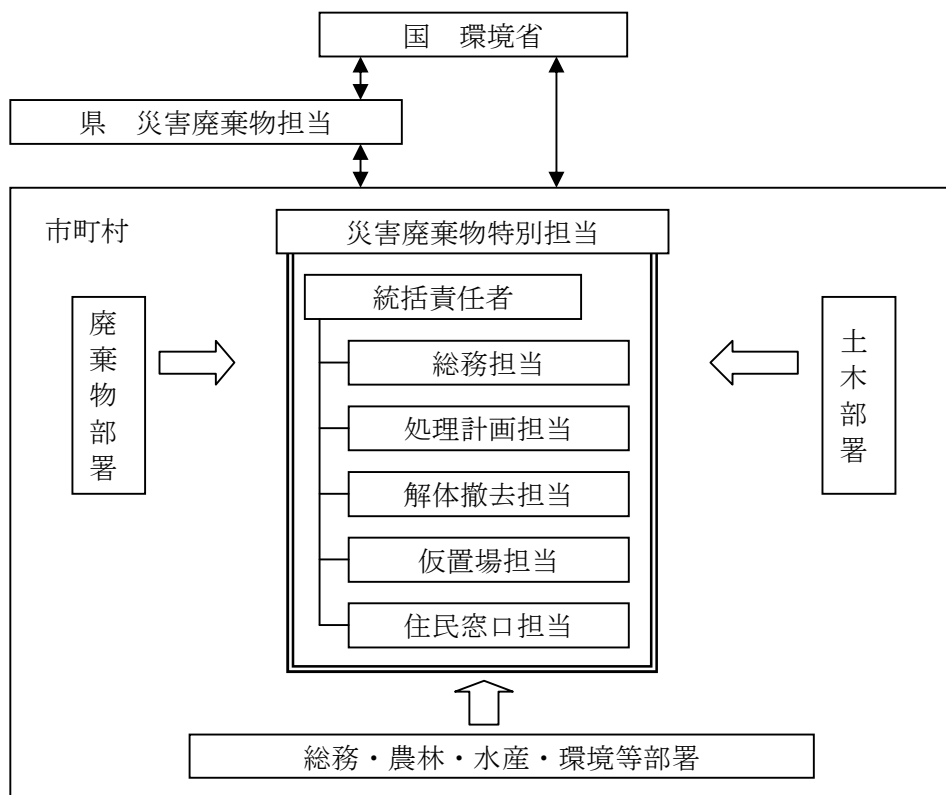 国　環境省
県　災害廃棄物担当
市町村
災害廃棄物特別担当
統括責任者
廃棄物部署
土木部署
総務担当
処理計画担当
解体撤去担当
仮置場担当
住民窓口担当
総務・農林・水産・環境等部署